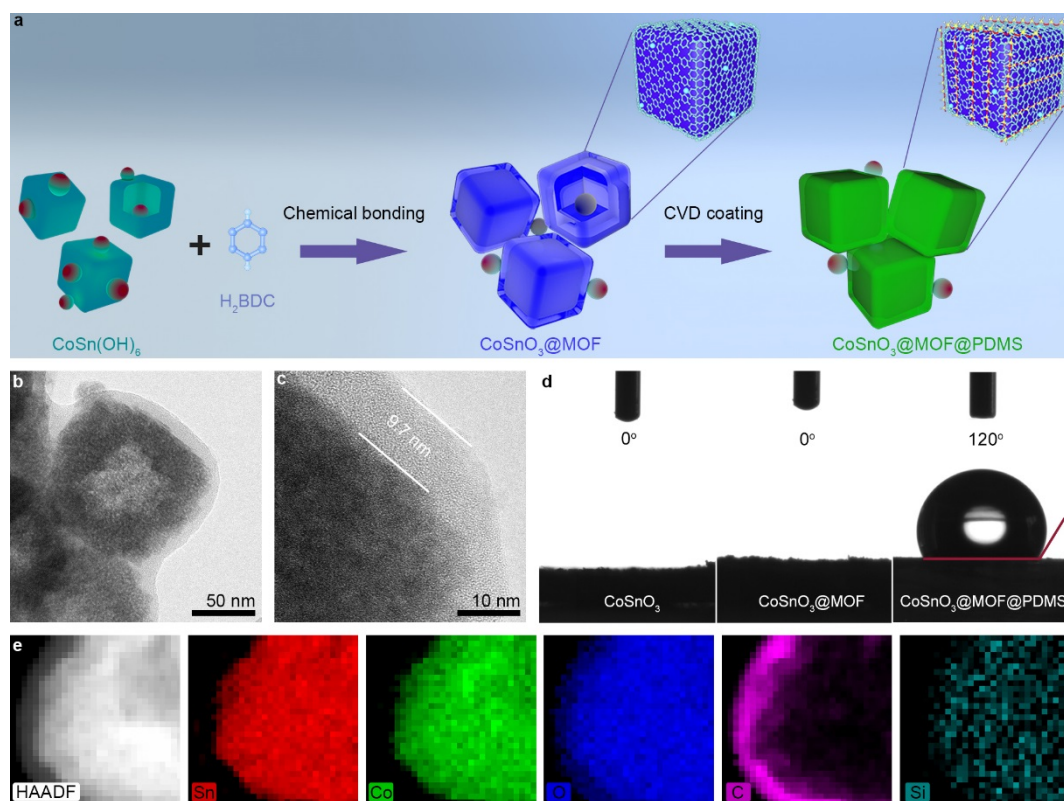 a
Chemical bonding
CVD coating
+
H₂BDC
CoSn(OH)₆
CoSnO₃@MOF
CoSnO₃@MOF@PDMS
b
50 nm
c
9.7 nm
10 nm
d
0°
0°
120°
CoSnO₃
CoSnO₃@MOF
CoSnO₃@MOF@PDMS
e
HAADF
Sn
Co
O
C
Si